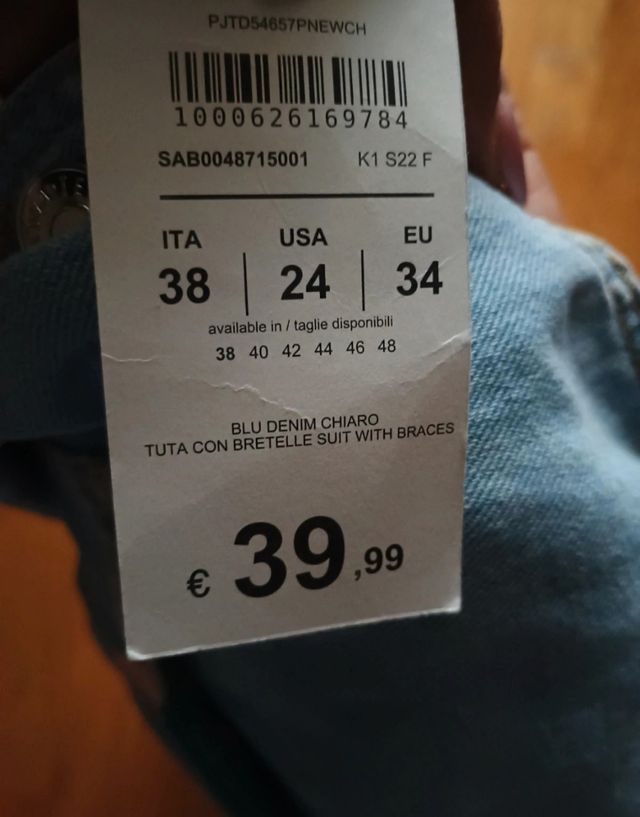 PJTD54657PNEWCH
1000626169784
SAB0048715001 K1 S22 F
ITA USA EU
38 24 34
available in / taglie disponibili
38 40 42 44 46 48
BLU DENIM CHIARO
TUTA CON BRETELLE SUIT WITH BRACES
€ 39,99